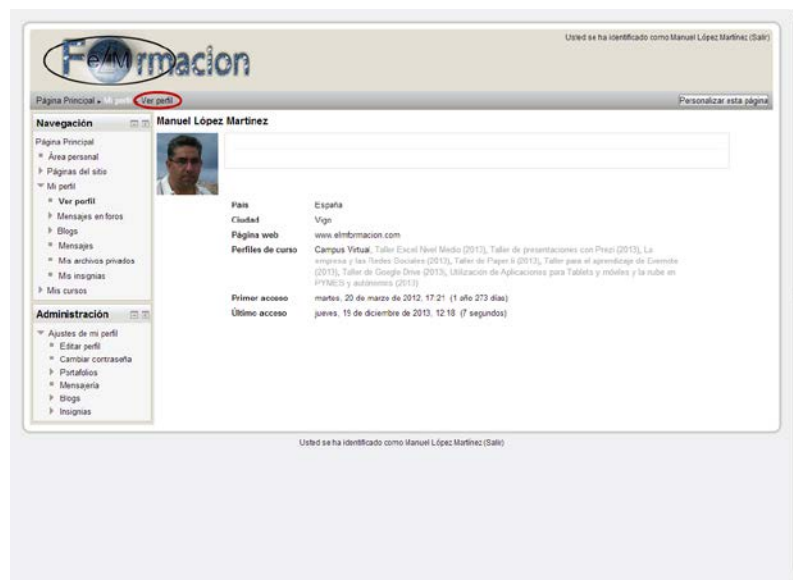 Usted se ha identificado como Manuel López Martínez (Salir)
Fe/Mrmacion
Página Principal ▸ Mi perfil Ver perfil
Personalizar esta página
Navegación
Página Principal
Área personal
Páginas del sitio
Mi perfil
Ver perfil
Mensajes en foros
Blogs
Mensajes
Mis archivos privados
Mis insignias
Mis cursos
Administración
Ajustes de mi perfil
Editar perfil
Cambiar contraseña
Portafolios
Mensajería
Blogs
Insignias
Manuel López Martínez
País España
Ciudad Vigo
Página web www.elmformacion.com
Perfiles de curso Campus Virtual, Taller Excel Nivel Medio (2013), Taller de presentaciones con Prezi (2013), La
empresa y las Redes Sociales (2013), Taller de Paper.li (2013), Taller para el aprendizaje de Evernote
(2013), Taller de Google Drive (2013), Utilización de Aplicaciones para Tablets y móviles y la nube en
PYMES y autónomos (2013)
Primer acceso martes, 20 de marzo de 2012, 17:21 (1 año 273 días)
Último acceso jueves, 19 de diciembre de 2013, 12:18 (7 segundos)
Usted se ha identificado como Manuel López Martínez (Salir)